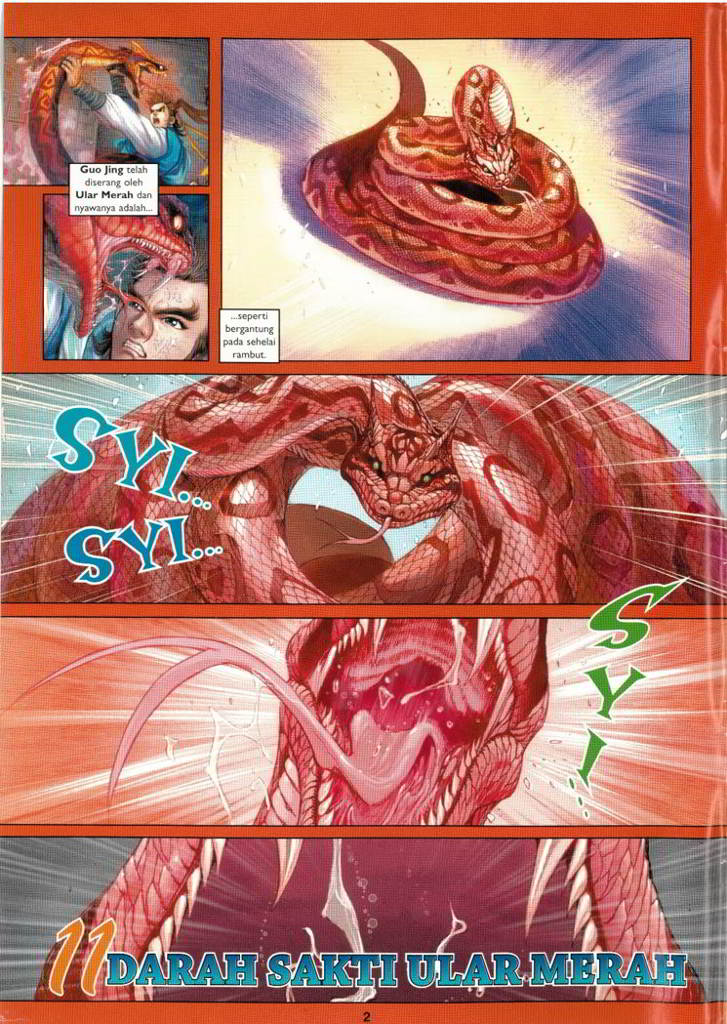 Guo Jing telah
diserang oleh
Ular Merah dan
nyawanya adalah...
...seperti
bergantung
pada sehelai
rambut.
SYI...
SYI...
SYI...
11 DARAH SAKTI ULAR MERAH
2